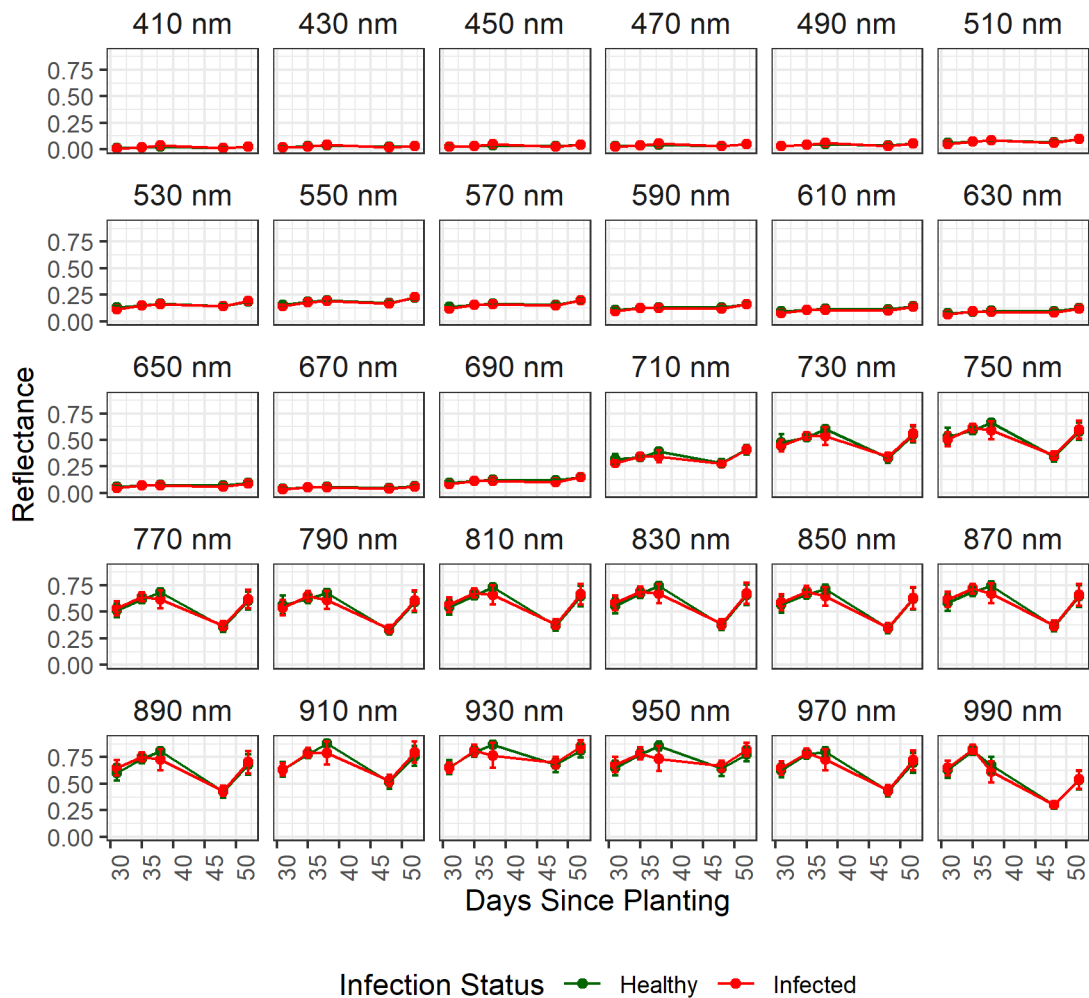 410 nm 430 nm 450 nm 470 nm 490 nm 510 nm
0.75
0.50
0.25
0.00
530 nm 550 nm 570 nm 590 nm 610 nm 630 nm
0.75
0.50
0.25
0.00
650 nm 670 nm 690 nm 710 nm 730 nm 750 nm
0.75
0.50
0.25
0.00
Reflectance
770 nm 790 nm 810 nm 830 nm 850 nm 870 nm
0.75
0.50
0.25
0.00
890 nm 910 nm 930 nm 950 nm 970 nm 990 nm
0.75
0.50
0.25
0.00
30 35 40 45 50 30 35 40 45 50 30 35 40 45 50 30 35 40 45 50 30 35 40 45 50 30 35 40 45 50
Days Since Planting
Infection Status Healthy Infected